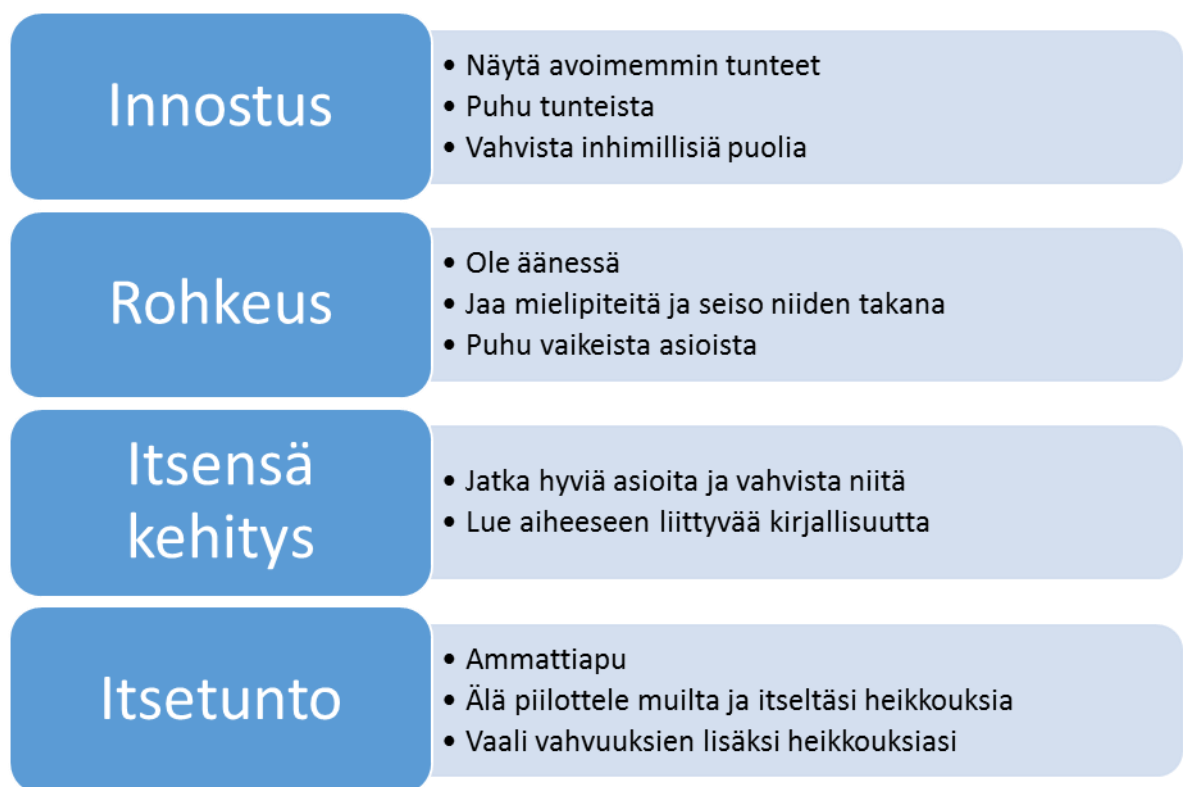 Innostus
• Näytä avoimemmin tunteet
• Puhu tunteista
• Vahvista inhimillisiä puolia
Rohkeus
• Ole äänessä
• Jaa mielipiteitä ja seiso niiden takana
• Puhu vaikeista asioista
Itsensä
kehitys
• Jatka hyviä asioita ja vahvista niitä
• Lue aiheeseen liittyvää kirjallisuutta
Itsetunto
• Ammattiapu
• Älä piilottele muilta ja itseltäsi heikkouksia
• Vaali vahvuuksien lisäksi heikkouksiasi